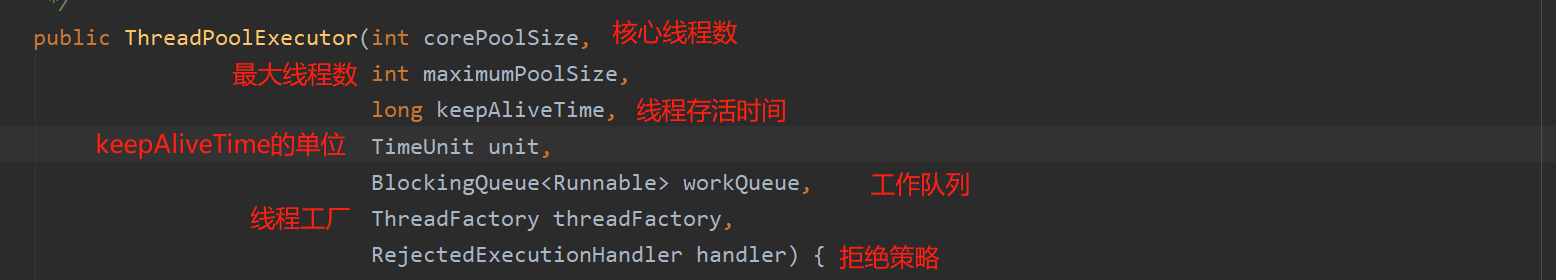 */
public ThreadPoolExecutor(int corePoolSize, 核心线程数
最大线程数 int maximumPoolSize,
long keepAliveTime, 线程存活时间
keepAliveTime的单位 TimeUnit unit,
BlockingQueue<Runnable> workQueue, 工作队列
线程工厂 ThreadFactory threadFactory,
RejectedExecutionHandler handler) { 拒绝策略